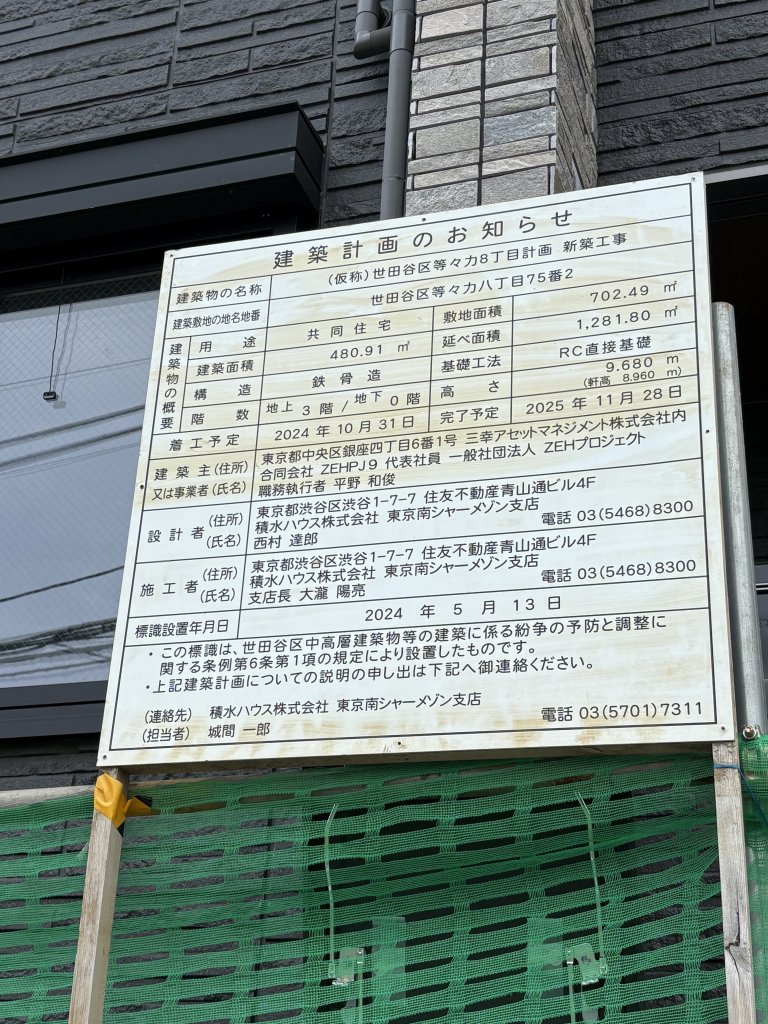 建築計画のお知らせ
建築物の名称 (仮称)世田谷区等々力8丁目計画 新築工事
建築敷地の地名地番 世田谷区等々力八丁目75番2
建築物の概要 用途 共同住宅 敷地面積 702.49 ㎡
建築面積 480.91 ㎡ 延べ面積 1,281.80 ㎡
構造 鉄骨造 基礎工法 RC直接基礎
階数 地上 3 階 / 地下 0 階 高さ 9.680 m
(軒高 8.960 m)
着工予定 2024 年 10 月 31 日 完了予定 2025 年 11 月 28 日
建築主(住所) 東京都中央区銀座四丁目6番1号 三幸アセットマネジメント株式会社内
又は事業者(氏名) 合同会社 ZEHPJ9 代表社員 一般社団法人 ZEHプロジェクト
職務執行者 平野 和俊
設計者 (住所) 東京都渋谷区渋谷1-7-7 住友不動産青山通ビル4F
(氏名) 積水ハウス株式会社 東京南シャーメゾン支店
西村 達郎 電話 03(5468)8300
施工者 (住所) 東京都渋谷区渋谷1-7-7 住友不動産青山通ビル4F
(氏名) 積水ハウス株式会社 東京南シャーメゾン支店
支店長 大瀧 陽亮 電話 03(5468)8300
標識設置年月日 2024 年 5 月 13 日
・この標識は、世田谷区中高層建築物等の建築に係る紛争の予防と調整に
関する条例第6条第1項の規定により設置したものです。
・上記建築計画についての説明の申し出は下記へ御連絡ください。
(連絡先) 積水ハウス株式会社 東京南シャーメゾン支店
(担当者) 城間 一郎 電話 03(5701)7311